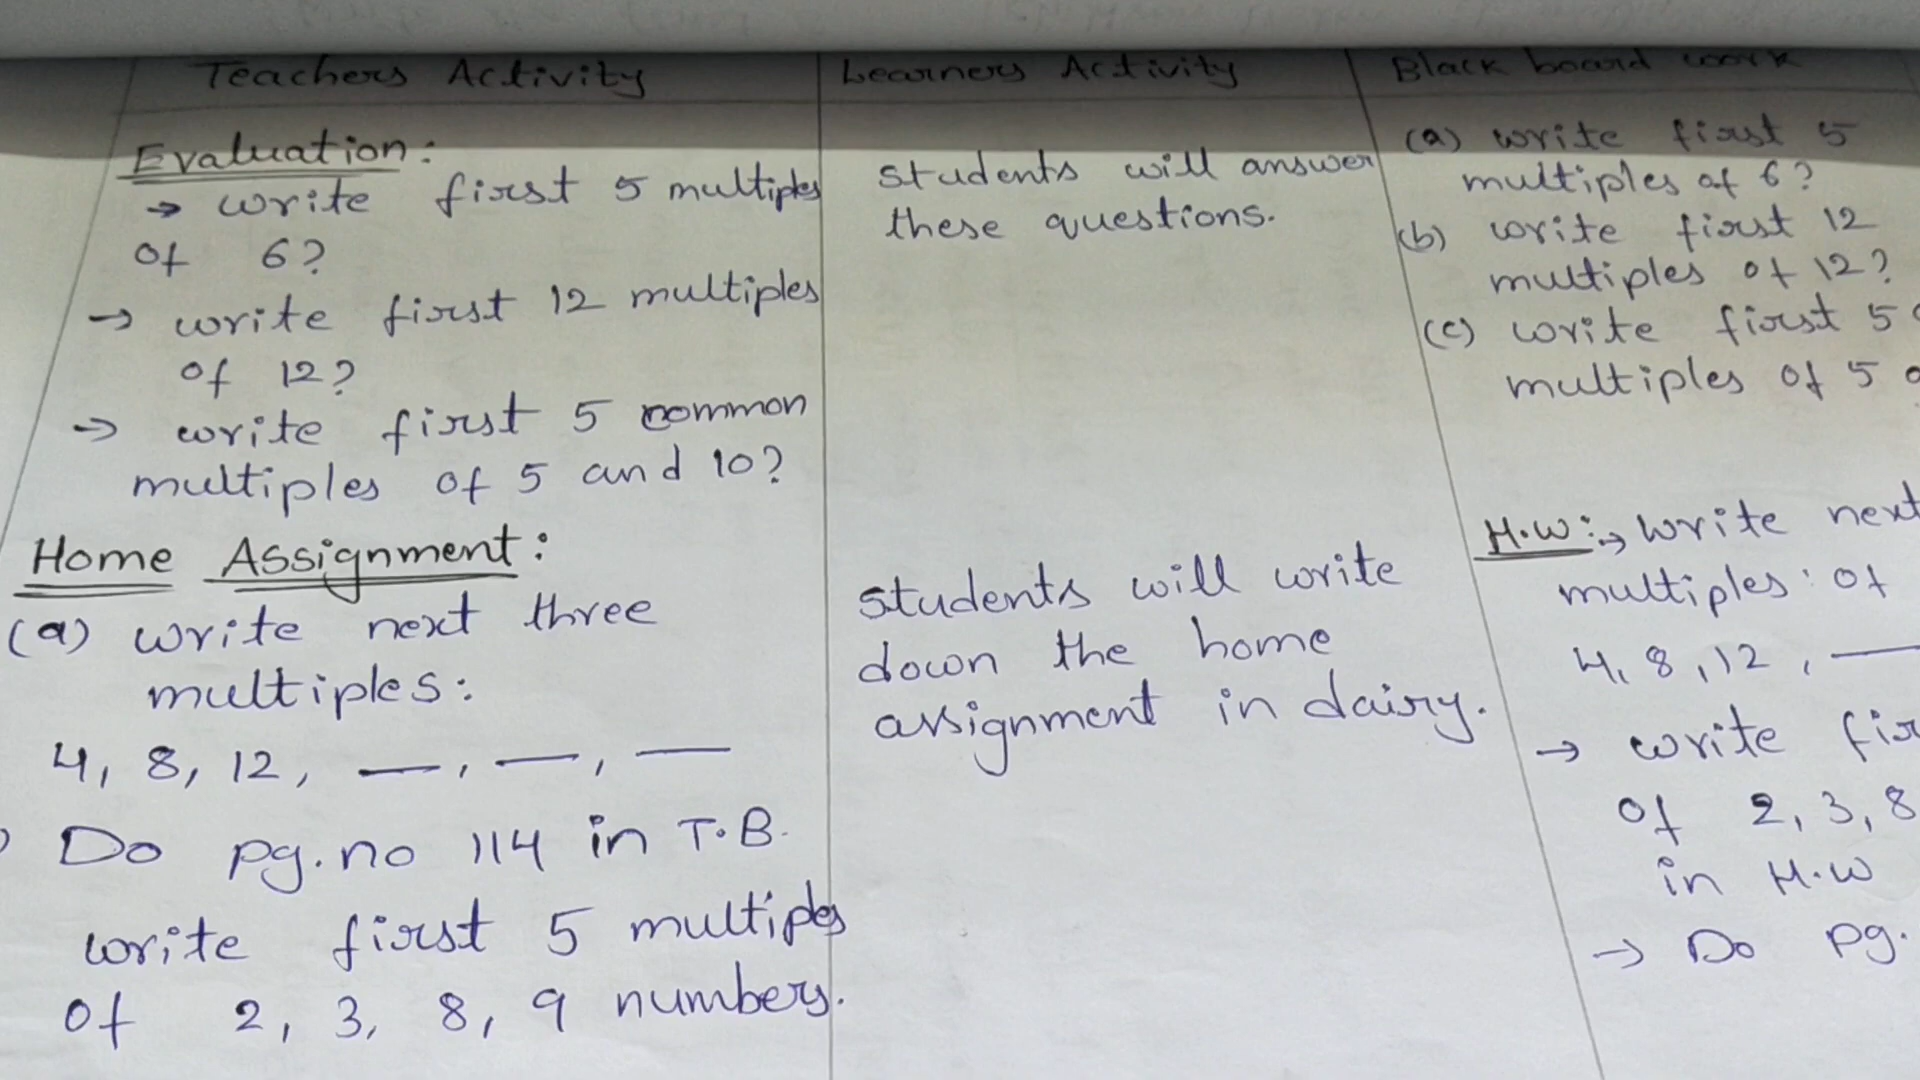 Teachers Activity
Evaluation:
→ write first 5 multiples
of 6?
→ write first 12 multiples
of 12?
→ write first 5 common
multiples of 5 and 10?
Home Assignment:
(a) write next three
multiples:
4, 8, 12, —, —, —
Do pg.no 114 in T.B.
write first 5 multiples
of 2, 3, 8, 9 numbers.
Learners Activity
students will answer
these questions.
students will write
down the home
assignment in dairy.
Black board work
(a) write first 5
multiples of 6?
(b) write first 12
multiples of 12?
(c) write first 5
multiples of 5
H.W:→ write next
multiples: of
4, 8, 12, —
→ write
of 2, 3, 8
in H.W
→ Do pg.